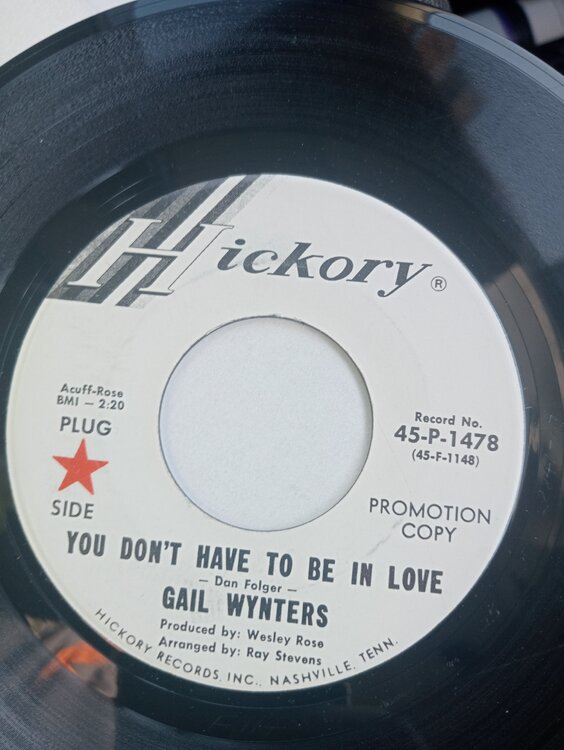 Hickory ®
Acuff-Rose
BMI — 2:20
PLUG
SIDE
Record No.
45-P-1478
(45-F-1148)
PROMOTION
COPY
YOU DON'T HAVE TO BE IN LOVE
— Dan Folger —
GAIL WYNTERS
Produced by: Wesley Rose
Arranged by: Ray Stevens
HICKORY RECORDS, INC., NASHVILLE, TENN.